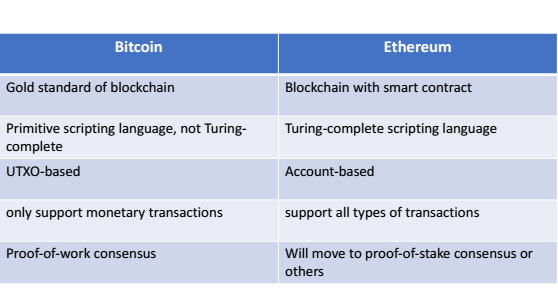 Bitcoin
Ethereum
Gold standard of blockchain
Blockchain with smart contract
Primitive scripting language, not Turing-
complete
Turing-complete scripting language
UTXO-based
Account-based
only support monetary transactions
support all types of transactions
Proof-of-work consensus
Will move to proof-of-stake consensus or
others